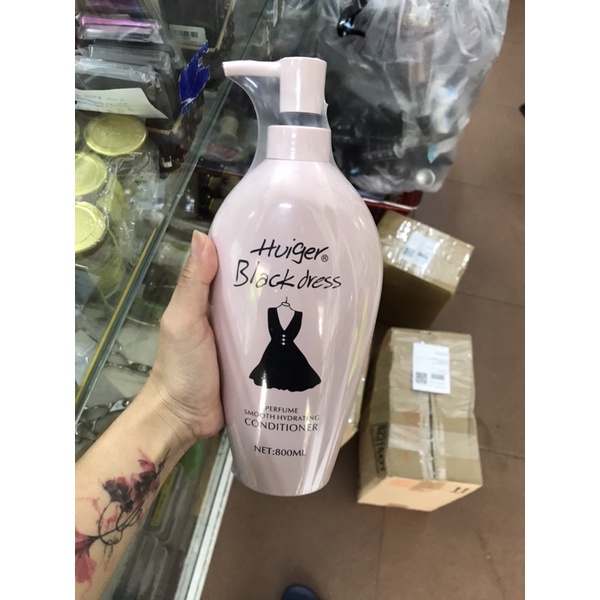 Huiger®
Black dress
PERFUME
SMOOTH HYDRATING
CONDITIONER
NET:800ML